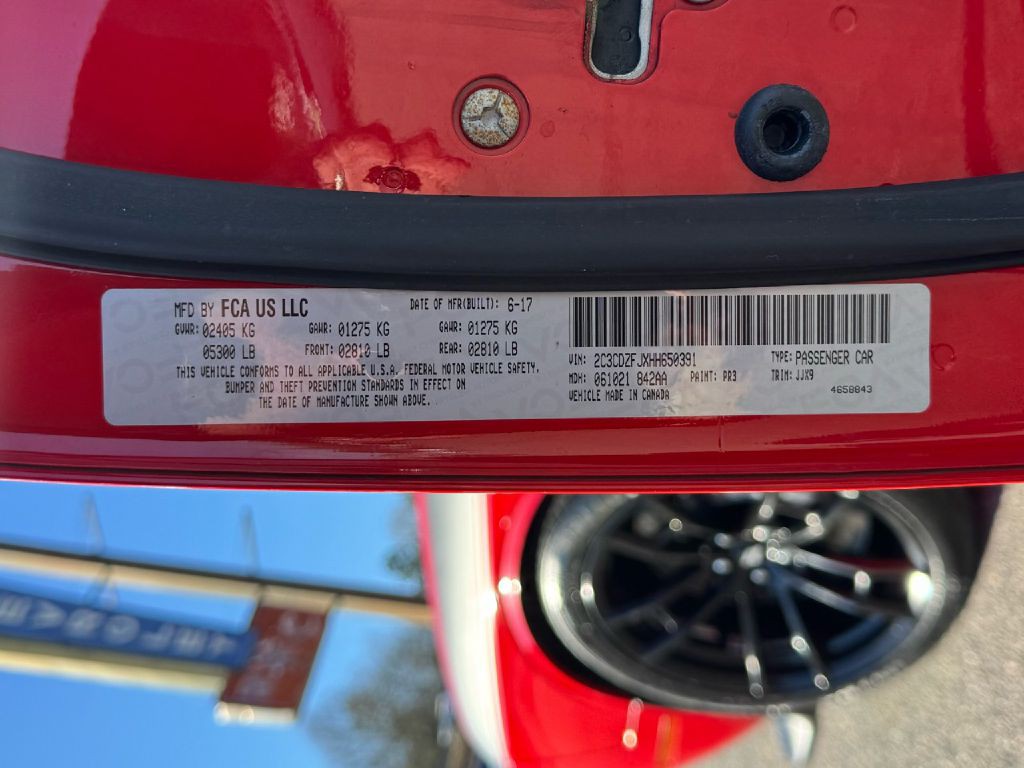 MFD BY FCA US LLC DATE OF MFR(BUILT): 6-17
GVWR: 02405 KG GAWR: 01275 KG GAWR: 01275 KG
05300 LB FRONT: 02810 LB REAR: 02810 LB
THIS VEHICLE CONFORMS TO ALL APPLICABLE U.S.A. FEDERAL MOTOR VEHICLE SAFETY,
BUMPER AND THEFT PREVENTION STANDARDS IN EFFECT ON
THE DATE OF MANUFACTURE SHOWN ABOVE.
VIN: 2C3CDZFJXHH650391 TYPE: PASSENGER CAR
MDH: 061021 842AA PAINT: PR3 TRIM: JJX9
VEHICLE MADE IN CANADA 4658843